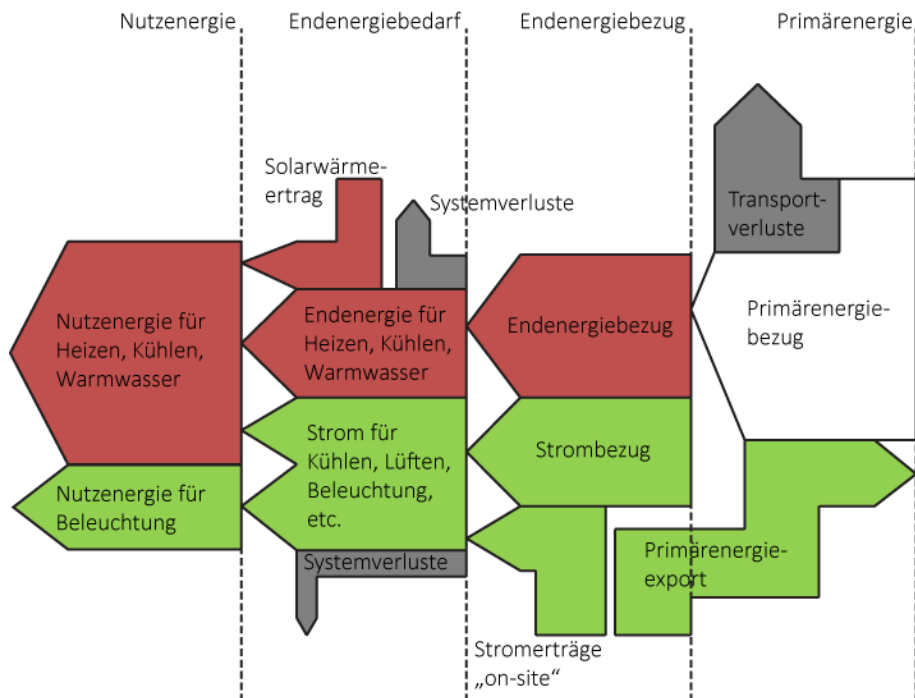 Nutzenergie
Endenergiebedarf
Endenergiebezug
Primärenergie
Solarwärme-
ertrag
Systemverluste
Transport-
verluste
Nutzenergie für
Heizen, Kühlen,
Warmwasser
Endenergie für
Heizen, Kühlen,
Warmwasser
Endenergiebezug
Primärenergie-
bezug
Strom für
Kühlen, Lüften,
Beleuchtung,
etc.
Strombezug
Nutzenergie für
Beleuchtung
Systemverluste
Primärenergie-
export
Stromerträge
„on-site“